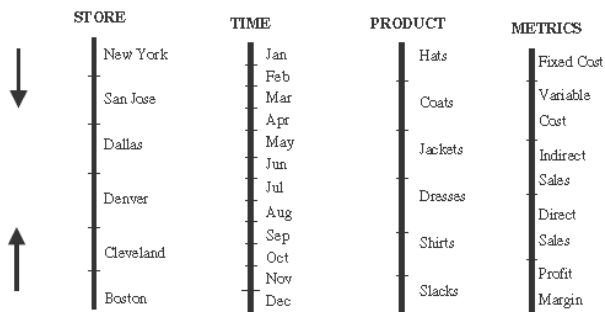 STORE
New York
San Jose
Dallas
Denver
Cleveland
Boston
TIME
Jan
Feb
Mar
Apr
May
Jun
Jul
Aug
Sep
Oct
Nov
Dec
PRODUCT
Hats
Coats
Jackets
Dresses
Shirts
Slacks
METRICS
Fixed Cost
Variable
Cost
Indirect
Sales
Direct
Sales
Profit
Margin